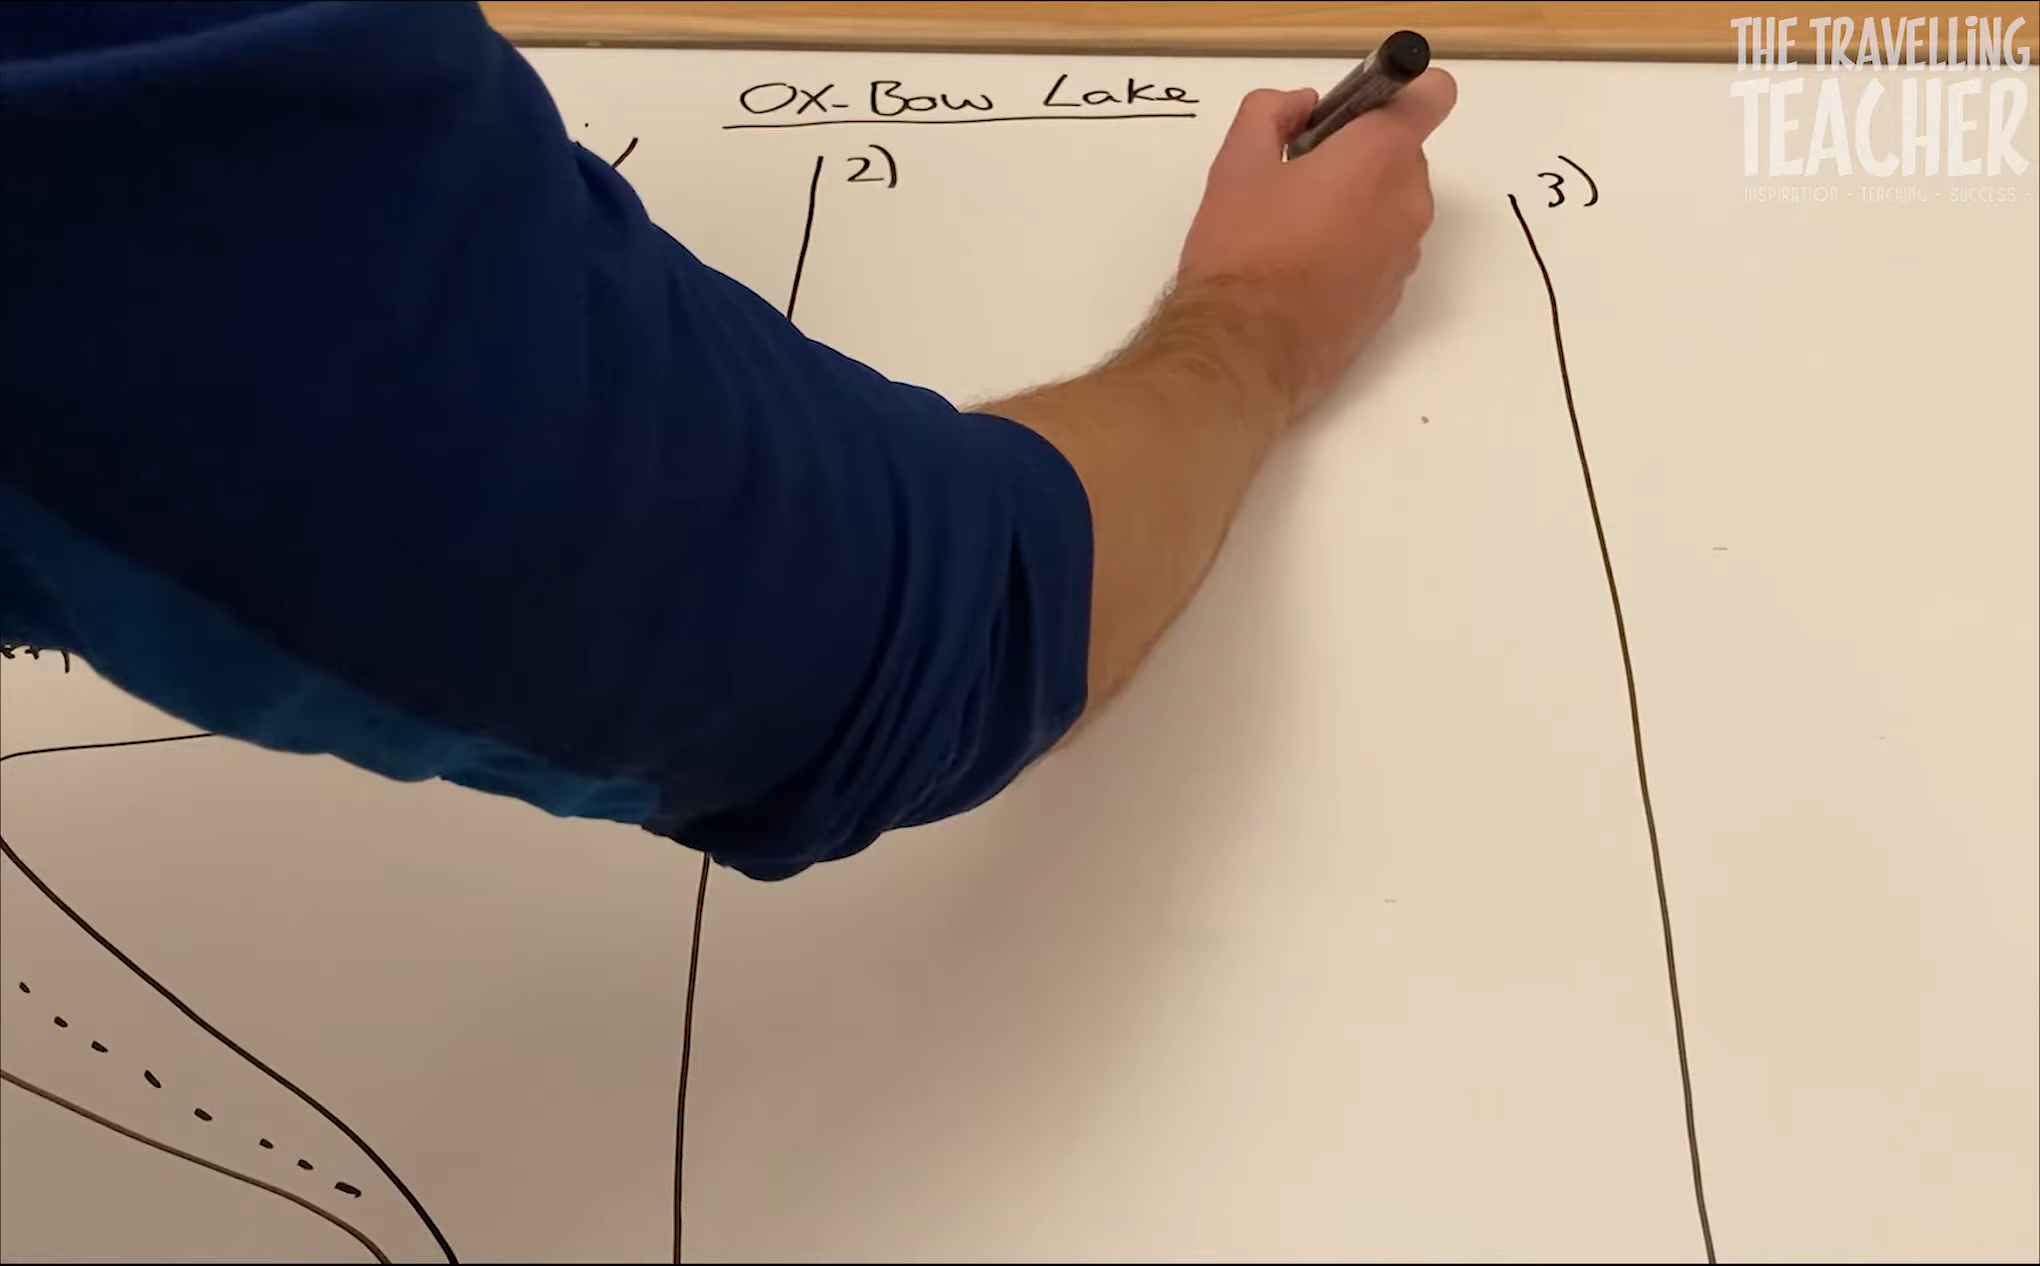 THE TRAVELLING
TEACHER
- INSPIRATION - TEACHING - SUCCESS -
Ox-Bow Lake
2)
3)